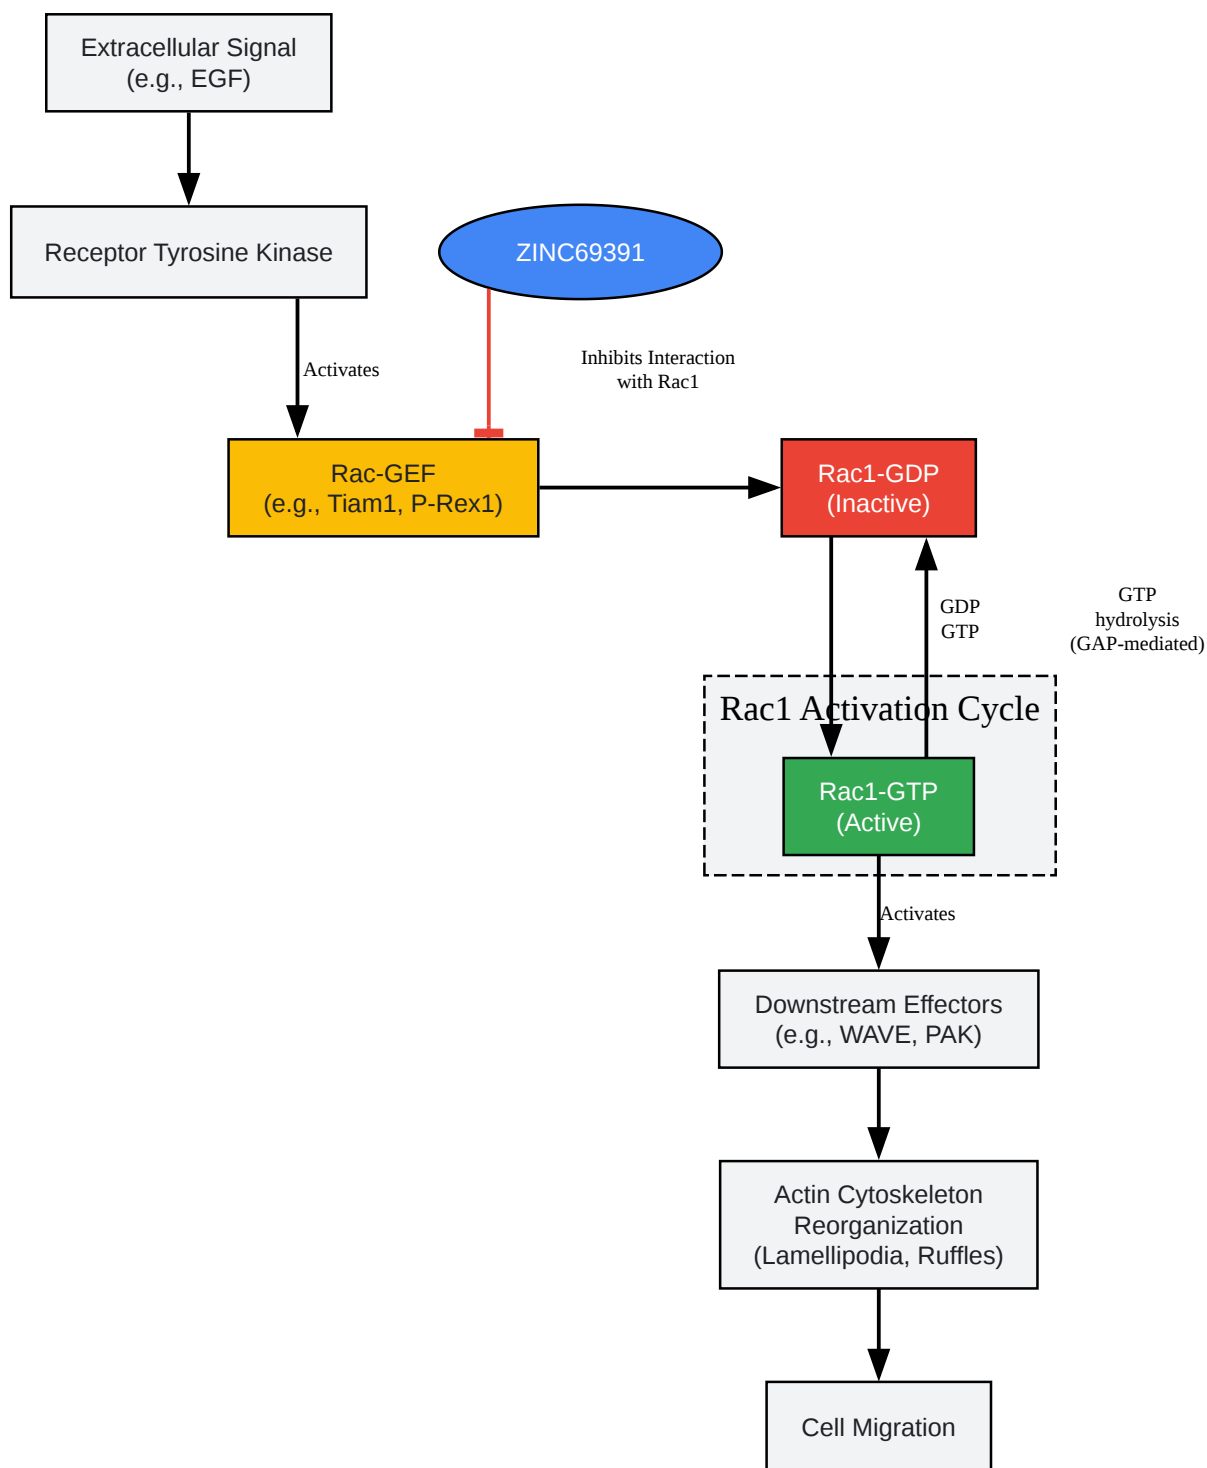 Extracellular Signal
(e.g., EGF)
Receptor Tyrosine Kinase
ZINC69391
Activates
Inhibits Interaction
with Rac1
Rac-GEF
(e.g., Tiam1, P-Rex1)
Rac1-GDP
(Inactive)
GDP
GTP
GTP
hydrolysis
(GAP-mediated)
Rac1 Activation Cycle
Rac1-GTP
(Active)
Activates
Downstream Effectors
(e.g., WAVE, PAK)
Actin Cytoskeleton
Reorganization
(Lamellipodia, Ruffles)
Cell Migration